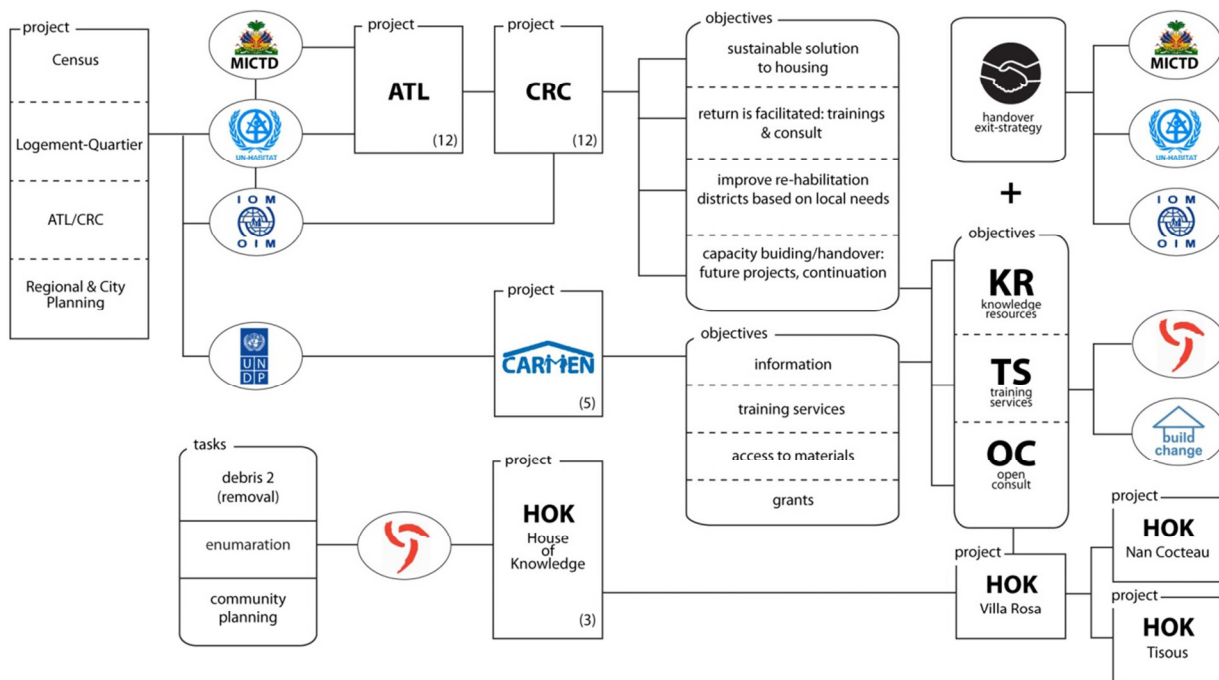 project
Census
Logement-Quartier
ATL/CRC
Regional & City
Planning
MICTD
UN-HABITAT
IOM
OIM
UN
DP
project
ATL
(12)
project
CRC
(12)
project
CARMEN
(5)
objectives
sustainable solution
to housing
return is facilitated: trainings
& consult
improve re-habilitation
districts based on local needs
capacity buiding/handover:
future projects, continuation
objectives
information
training services
access to materials
grants
handover
exit-strategy
+
MICTD
UN-HABITAT
IOM
OIM
objectives
KR
knowledge
resources
TS
training
services
OC
open
consult
build
change
tasks
debris 2
(removal)
enumaration
community
planning
project
HOK
House
of
Knowledge
(3)
project
HOK
Villa Rosa
project
HOK
Nan Cocteau
project
HOK
Tisous